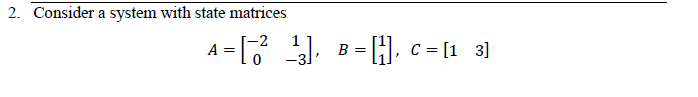 2. Consider a system with state matrices
A = [-2 1; 0 -3], B = [1; 1], C = [1 3]